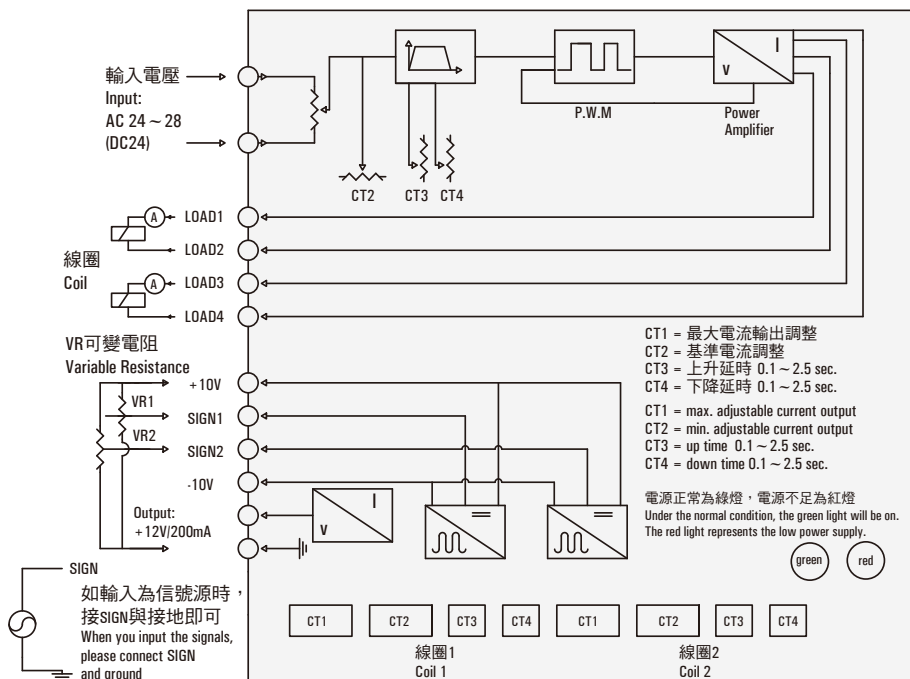 輸入電壓
Input:
AC 24 ~ 28
(DC24)
P.W.M
I
V
Power
Amplifier
CT2
CT3
CT4
A
LOAD1
LOAD2
線圈
Coil
A
LOAD3
LOAD4
VR可變電阻
Variable Resistance
+10V
VR1
SIGN1
VR2
SIGN2
-10V
Output:
+12V/200mA
I
V
CT1 = 最大電流輸出調整
CT2 = 基準電流調整
CT3 = 上升延時 0.1 ~ 2.5 sec.
CT4 = 下降延時 0.1 ~ 2.5 sec.
CT1 = max. adjustable current output
CT2 = min. adjustable current output
CT3 = up time 0.1 ~ 2.5 sec.
CT4 = down time 0.1 ~ 2.5 sec.
電源正常為綠燈，電源不足為紅燈
Under the normal condition, the green light will be on.
The red light represents the low power supply.
green
red
SIGN
如輸入為信號源時，
接SIGN與接地即可
When you input the signals,
please connect SIGN
and ground
CT1 CT2 CT3 CT4 CT1 CT2 CT3 CT4
線圈1
Coil 1
線圈2
Coil 2